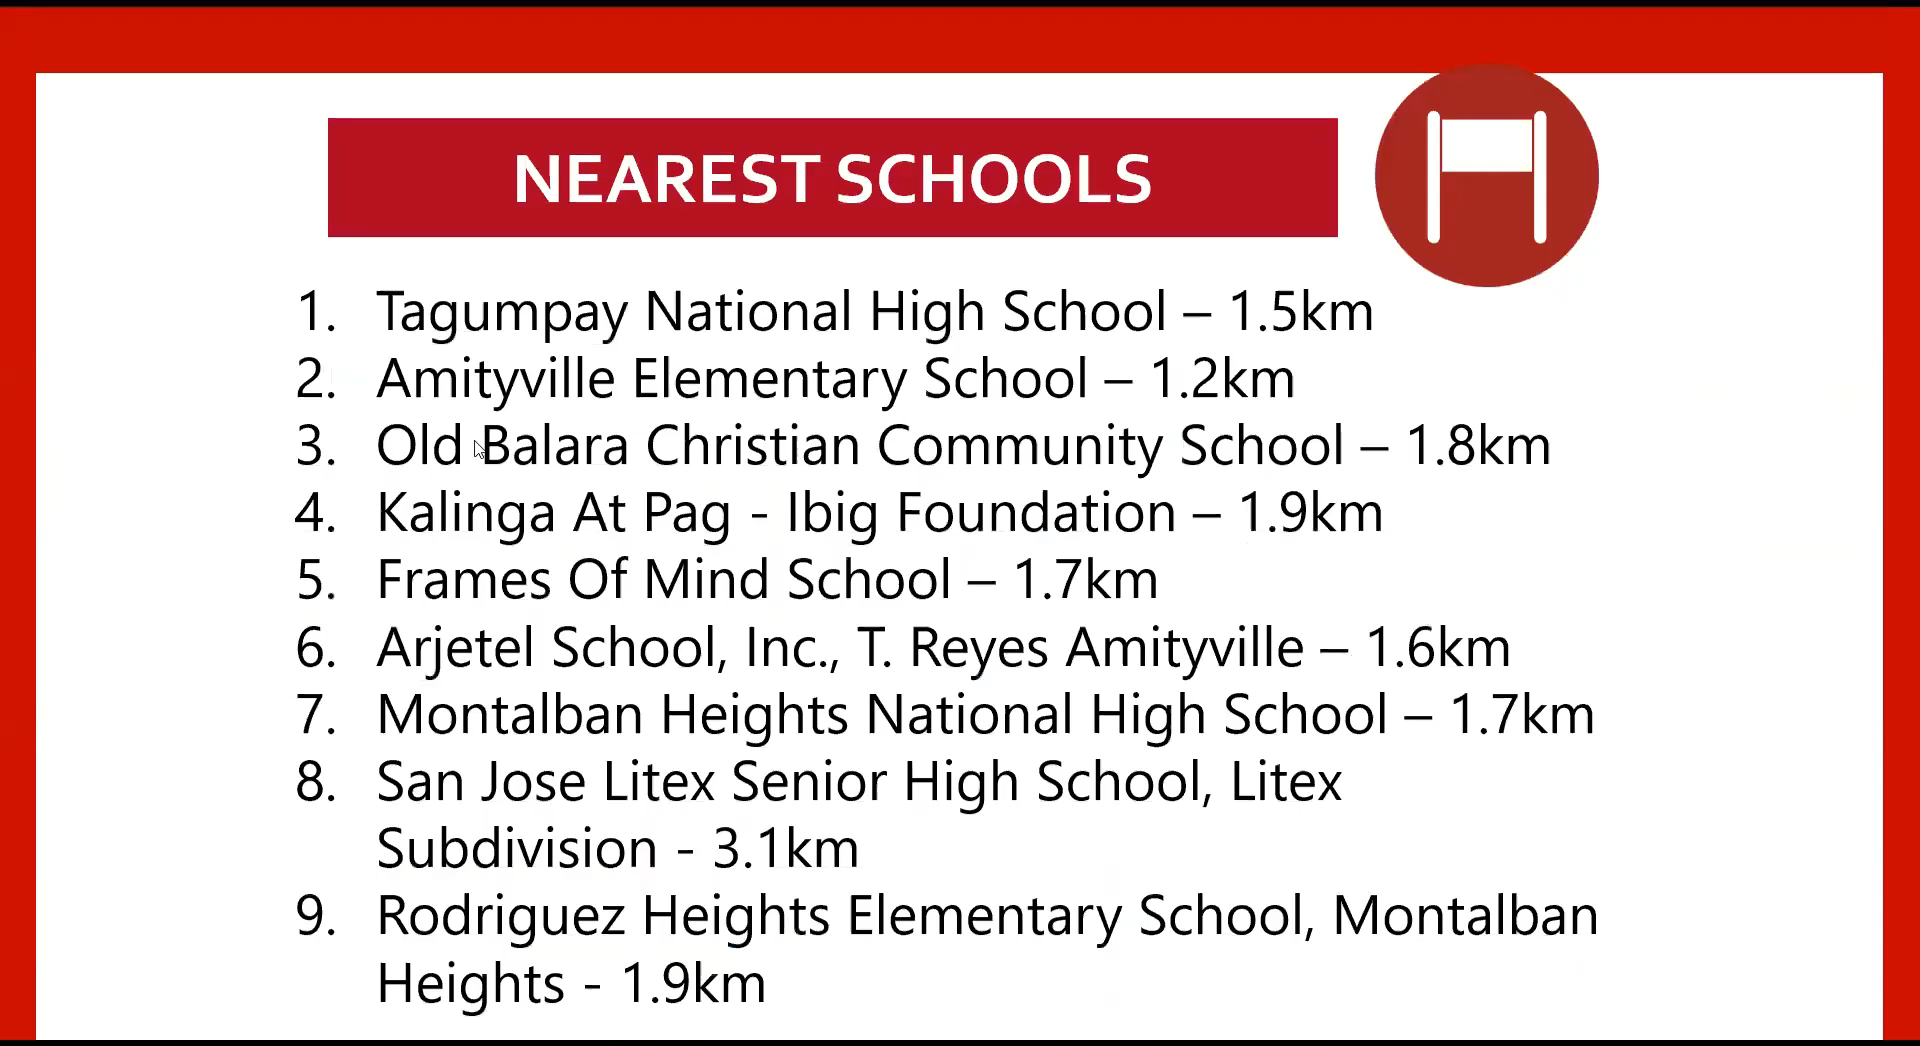 NEAREST SCHOOLS
1. Tagumpay National High School – 1.5km
2. Amityville Elementary School – 1.2km
3. Old Balara Christian Community School – 1.8km
4. Kalinga At Pag - Ibig Foundation – 1.9km
5. Frames Of Mind School – 1.7km
6. Arjetel School, Inc., T. Reyes Amityville – 1.6km
7. Montalban Heights National High School – 1.7km
8. San Jose Litex Senior High School, Litex
Subdivision - 3.1km
9. Rodriguez Heights Elementary School, Montalban
Heights - 1.9km